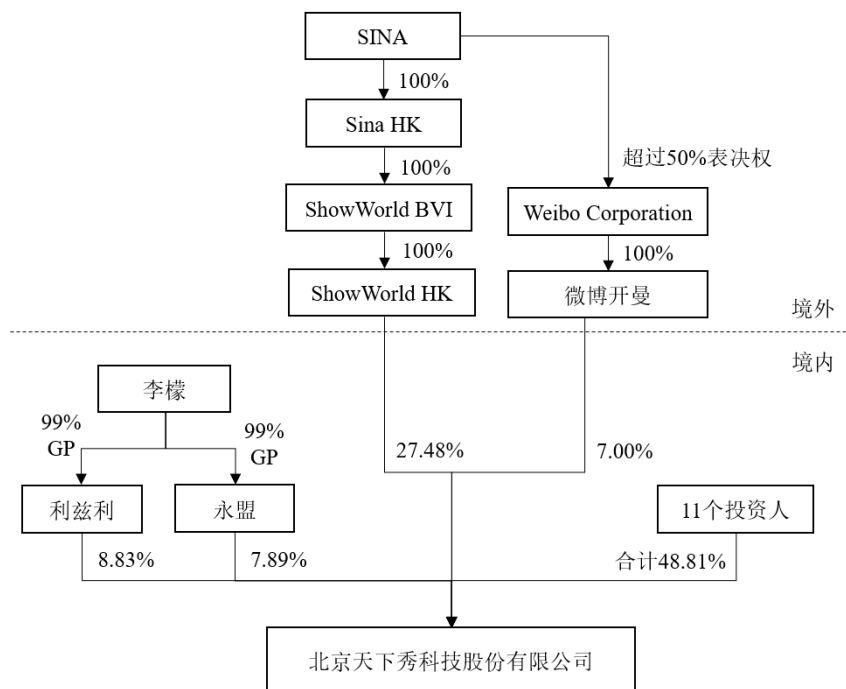 SINA
100%
Sina HK
100%
超过50%表决权
ShowWorld BVI
Weibo Corporation
100%
100%
ShowWorld HK
微博开曼
境外
境内
李檬
99%
GP
99%
GP
27.48%
7.00%
利兹利
永盟
11个投资人
8.83%
7.89%
合计48.81%
北京天下秀科技股份有限公司